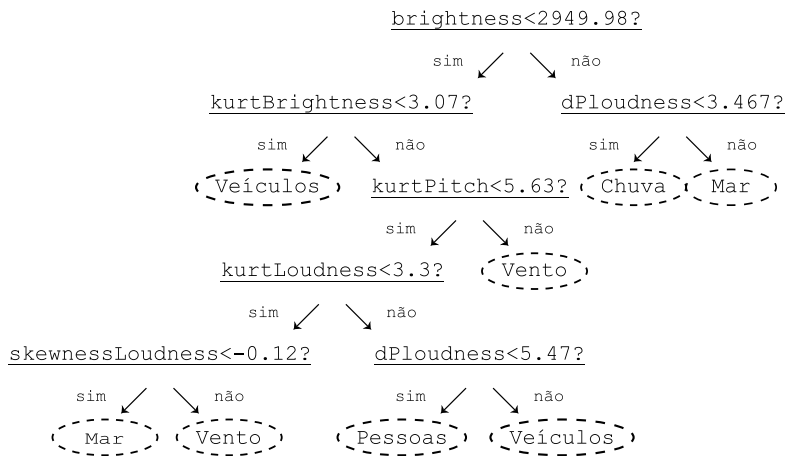 brightness<2949.98?
sim não
kurtBrightness<3.07? dPloudness<3.467?
sim não sim não
Veículos kurtPitch<5.63? Chuva Mar
sim não
kurtLoudness<3.3? Vento
sim não
skewnessLoudness<-0.12? dPloudness<5.47?
sim não sim não
Mar Vento Pessoas Veículos